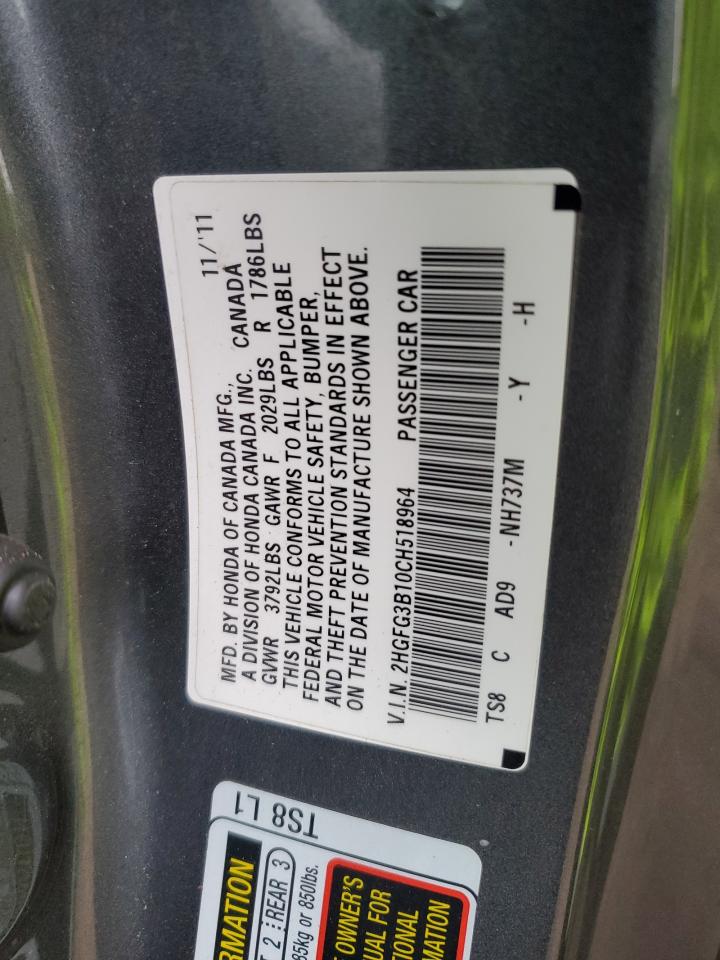 11/'11
MFD. BY HONDA OF CANADA MFG.,
A DIVISION OF HONDA CANADA INC. CANADA
GVWR 3792LBS GAWR F 2029LBS R 1786LBS
THIS VEHICLE CONFORMS TO ALL APPLICABLE
FEDERAL MOTOR VEHICLE SAFETY, BUMPER,
AND THEFT PREVENTION STANDARDS IN EFFECT
ON THE DATE OF MANUFACTURE SHOWN ABOVE.
V.I.N. 2HGFG3B10CH518964 PASSENGER CAR
TS8 C AD9 -NH737M -Y -H
TS8 L1
RMATION
2 REAR 3
85kg or 850lbs.
OWNER'S
UAL FOR
TIONAL
MATION